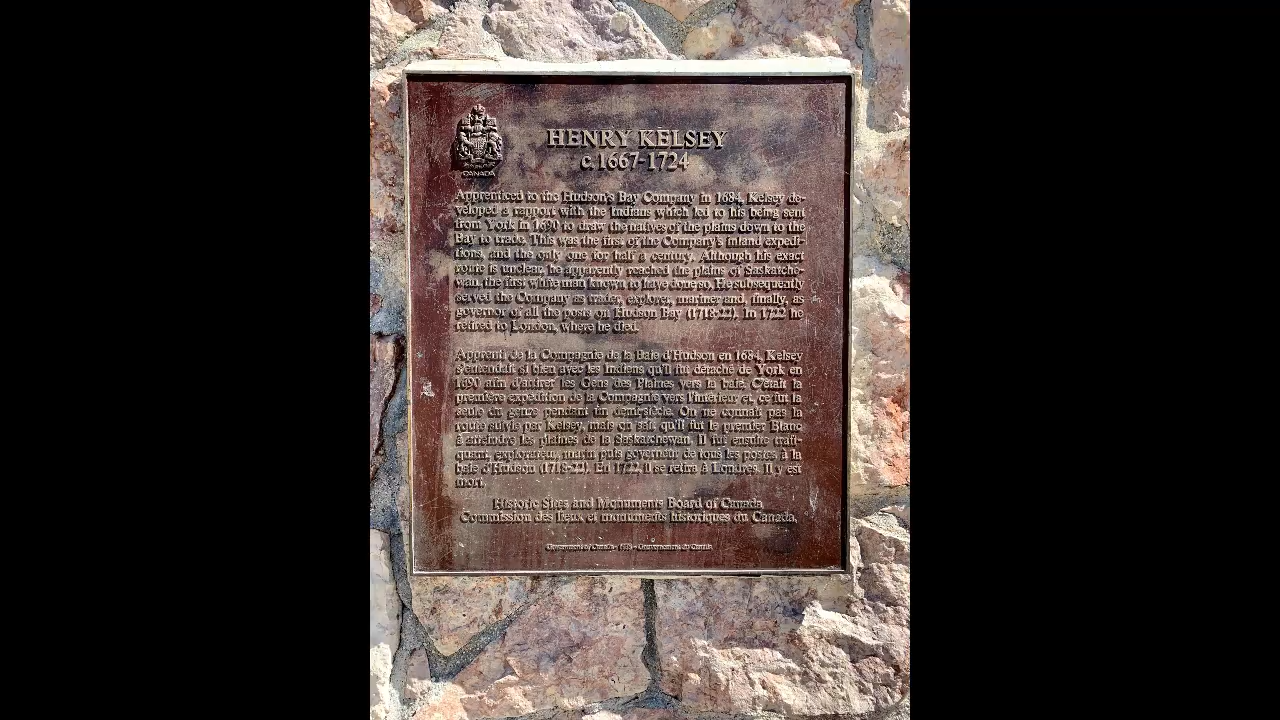 CANADA
HENRY KELSEY
c.1667-1724
Apprenticed to the Hudson's Bay Company in 1684, Kelsey de-
veloped a rapport with the Indians which led to his being sent
from York in 1690 to draw the natives of the plains down to the
Bay to trade. This was the first of the Company's inland expedi-
tions, and the only one for half a century. Although his exact
route is unclear, he apparently reached the plains of Saskatche-
wan, the first white man known to have done so. He subsequently
served the Company as trader, explorer, mariner and, finally, as
governor of all the posts on Hudson Bay (1718-22). In 1722 he
retired to London, where he died.
Apprenti de la Compagnie de la Baie d'Hudson en 1684, Kelsey
s'entendait si bien avec les Indiens qu'il fut détaché de York en
1690 afin d'attirer les Gens des Plaines vers la baie. C'était la
première expédition de la Compagnie vers l'intérieur et, ce fut la
seule du genre pendant un demi-siècle. On ne connaît pas la
route suivie par Kelsey, mais on sait qu'il fut le premier Blanc
à atteindre les plaines de la Saskatchewan. Il fut ensuite trafi-
quant, explorateur, marin puis governeur de tous les postes à la
baie d'Hudson (1718-22). En 1722, il se retira à Londres. Il y est
mort.
Historic Sites and Monuments Board of Canada
Commission des lieux et monuments historiques du Canada,
Government of Canada - Gouvernement du Canada